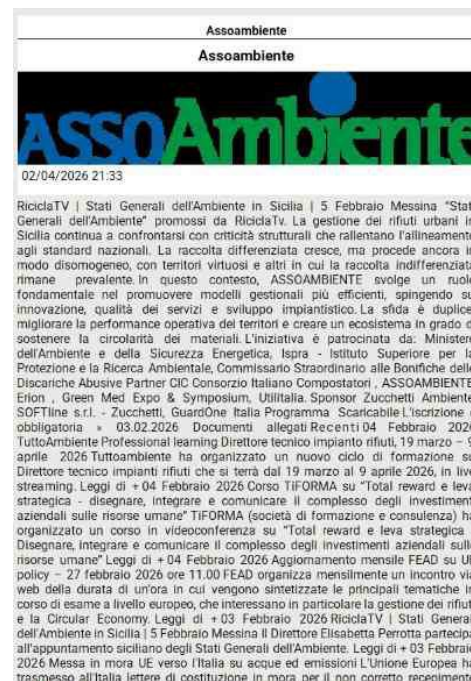 Assoambiente
Assoambiente
ASSOAmbiente
02/04/2026 21:33
RiciclaTV | Stati Generali dell'Ambiente in Sicilia | 5 Febbraio Messina "Stati
Generali dell'Ambiente" promossi da RiciclaTv. La gestione dei rifiuti urbani in
Sicilia continua a confrontarsi con criticità strutturali che rallentano l'allineamento
agli standard nazionali. La raccolta differenziata cresce, ma procede ancora in
modo disomogeneo, con territori virtuosi e altri in cui la raccolta indifferenziata
rimane prevalente. In questo contesto, ASSOAMBIENTE svolge un ruolo
fondamentale nel promuovere modelli gestionali più efficienti, spingendo su
innovazione, qualità dei servizi e sviluppo impiantistico. La sfida è duplice:
migliorare la performance operativa dei territori e creare un ecosistema in grado di
sostenere la circolarità dei materiali. L'iniziativa è patrocinata da: Ministero
dell'Ambiente e della Sicurezza Energetica, Ispra - Istituto Superiore per la
Protezione e la Ricerca Ambientale, Commissario Straordinario alle Bonifiche delle
Discariche Abusive Partner CIC Consorzio Italiano Compostatori , ASSOAMBIENTE,
Erion , Green Med Expo & Symposium, Utilitalia. Sponsor Zucchetti Ambiente,
SOFTline s.r.l. - Zucchetti, GuardOne Italia Programma Scaricabile L'iscrizione è
obbligatoria » 03.02.2026 Documenti allegati Recenti 04 Febbraio 2026
TuttoAmbiente Professional learning Direttore tecnico impianto rifiuti, 19 marzo – 9
aprile 2026 Tuttoambiente ha organizzato un nuovo ciclo di formazione su
Direttore tecnico impianti rifiuti che si terrà dal 19 marzo al 9 aprile 2026, in live
streaming. Leggi di + 04 Febbraio 2026 Corso TiFORMA su "Total reward e leva
strategica - disegnare, integrare e comunicare il complesso degli investimenti
aziendali sulle risorse umane" TiFORMA (società di formazione e consulenza) ha
organizzato un corso in videoconferenza su "Total reward e leva strategica -
Disegnare, integrare e comunicare il complesso degli investimenti aziendali sulle
risorse umane" Leggi di + 04 Febbraio 2026 Aggiornamento mensile FEAD su UE
policy – 27 febbraio 2026 ore 11.00 FEAD organizza mensilmente un incontro via
web della durata di un'ora in cui vengono sintetizzate le principali tematiche in
corso di esame a livello europeo, che interessano in particolare la gestione dei rifiuti
e la Circular Economy. Leggi di + 03 Febbraio 2026 RiciclaTV | Stati Generali
dell'Ambiente in Sicilia | 5 Febbraio Messina Il Direttore Elisabetta Perrotta partecipa
all'appuntamento siciliano degli Stati Generali dell'Ambiente. Leggi di + 03 Febbraio
2026 Messa in mora UE verso l'Italia su acque ed emissioni L'Unione Europea ha
trasmesso all'Italia lettere di costituzione in mora per il non corretto recepimento